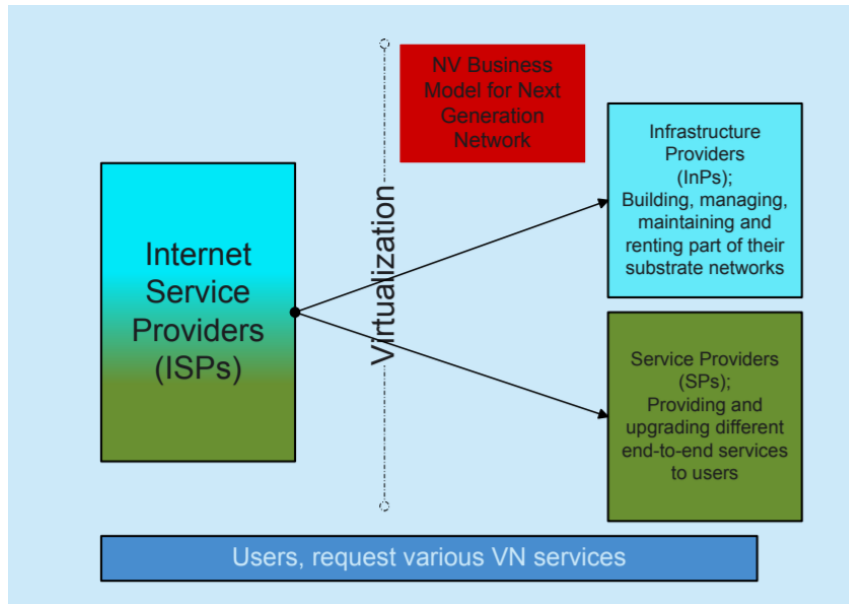 NV Business
Model for Next
Generation
Network
Internet
Service
Providers
(ISPs)
Virtualization
Infrastructure
Providers
(InPs);
Building, managing,
maintaining and
renting part of their
substrate networks
Service Providers
(SPs);
Providing and
upgrading different
end-to-end services
to users
Users, request various VN services